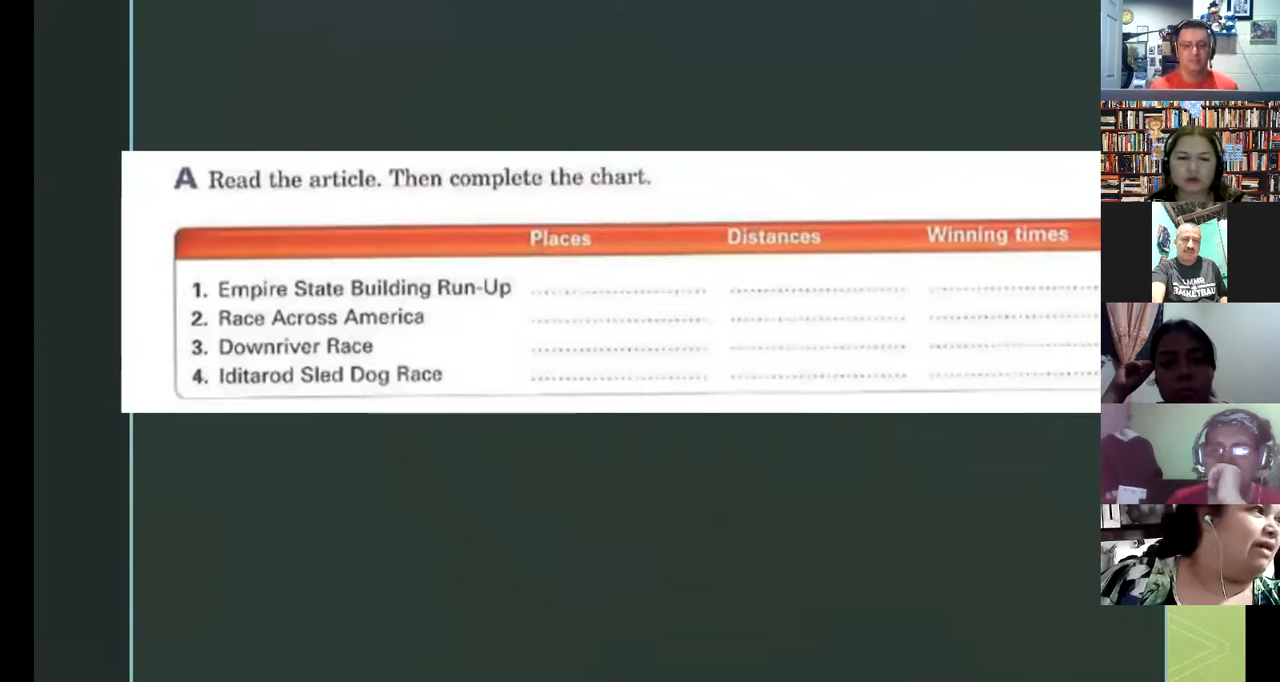 A Read the article. Then complete the chart.
Places Distances Winning times
1. Empire State Building Run-Up
2. Race Across America
3. Downriver Race
4. Iditarod Sled Dog Race
BASKETBALL